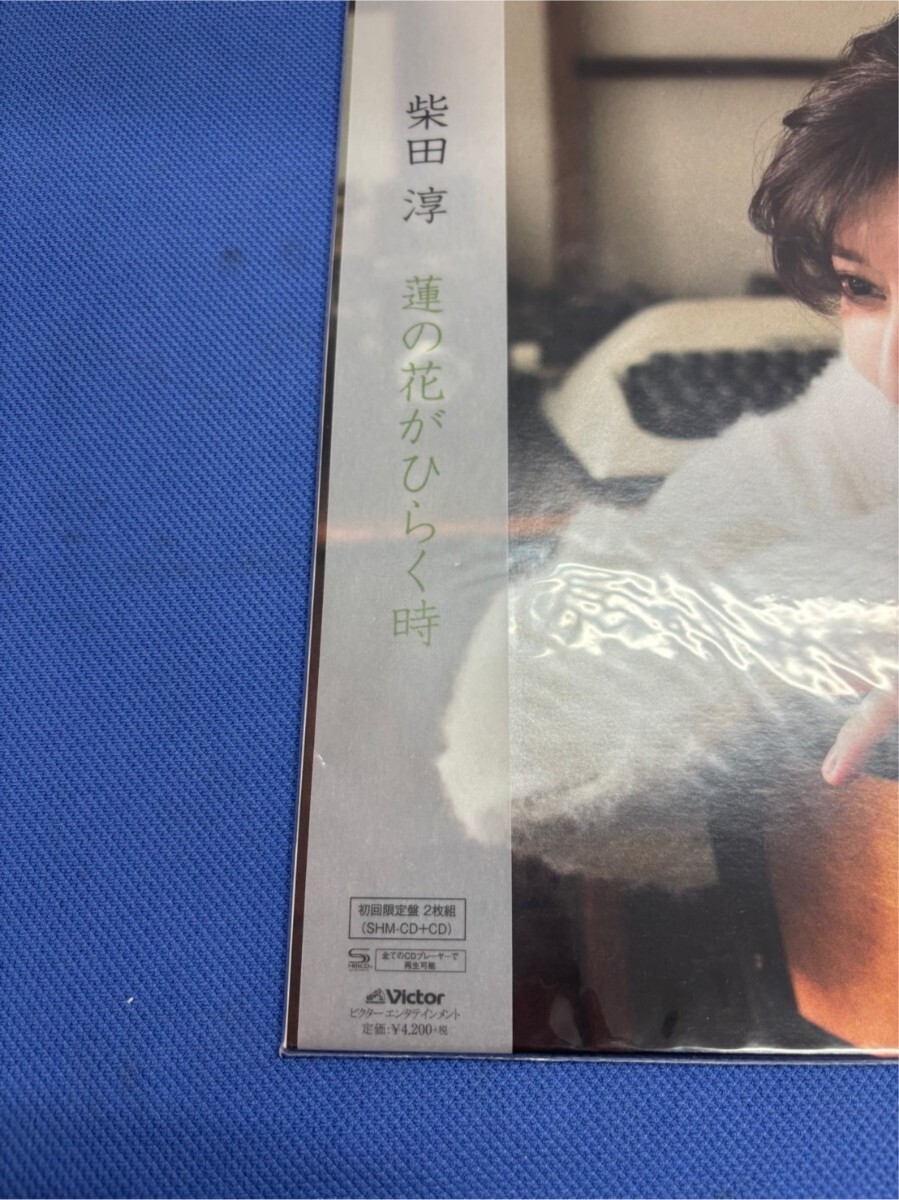 柴田 淳 蓮の花がひらく時
初回限定盤 2枚組
(SHM-CD+CD)
SHM-CD
全てのCDプレーヤーで
再生可能
Victor
ビクターエンタテインメント
定価:¥4,200+税